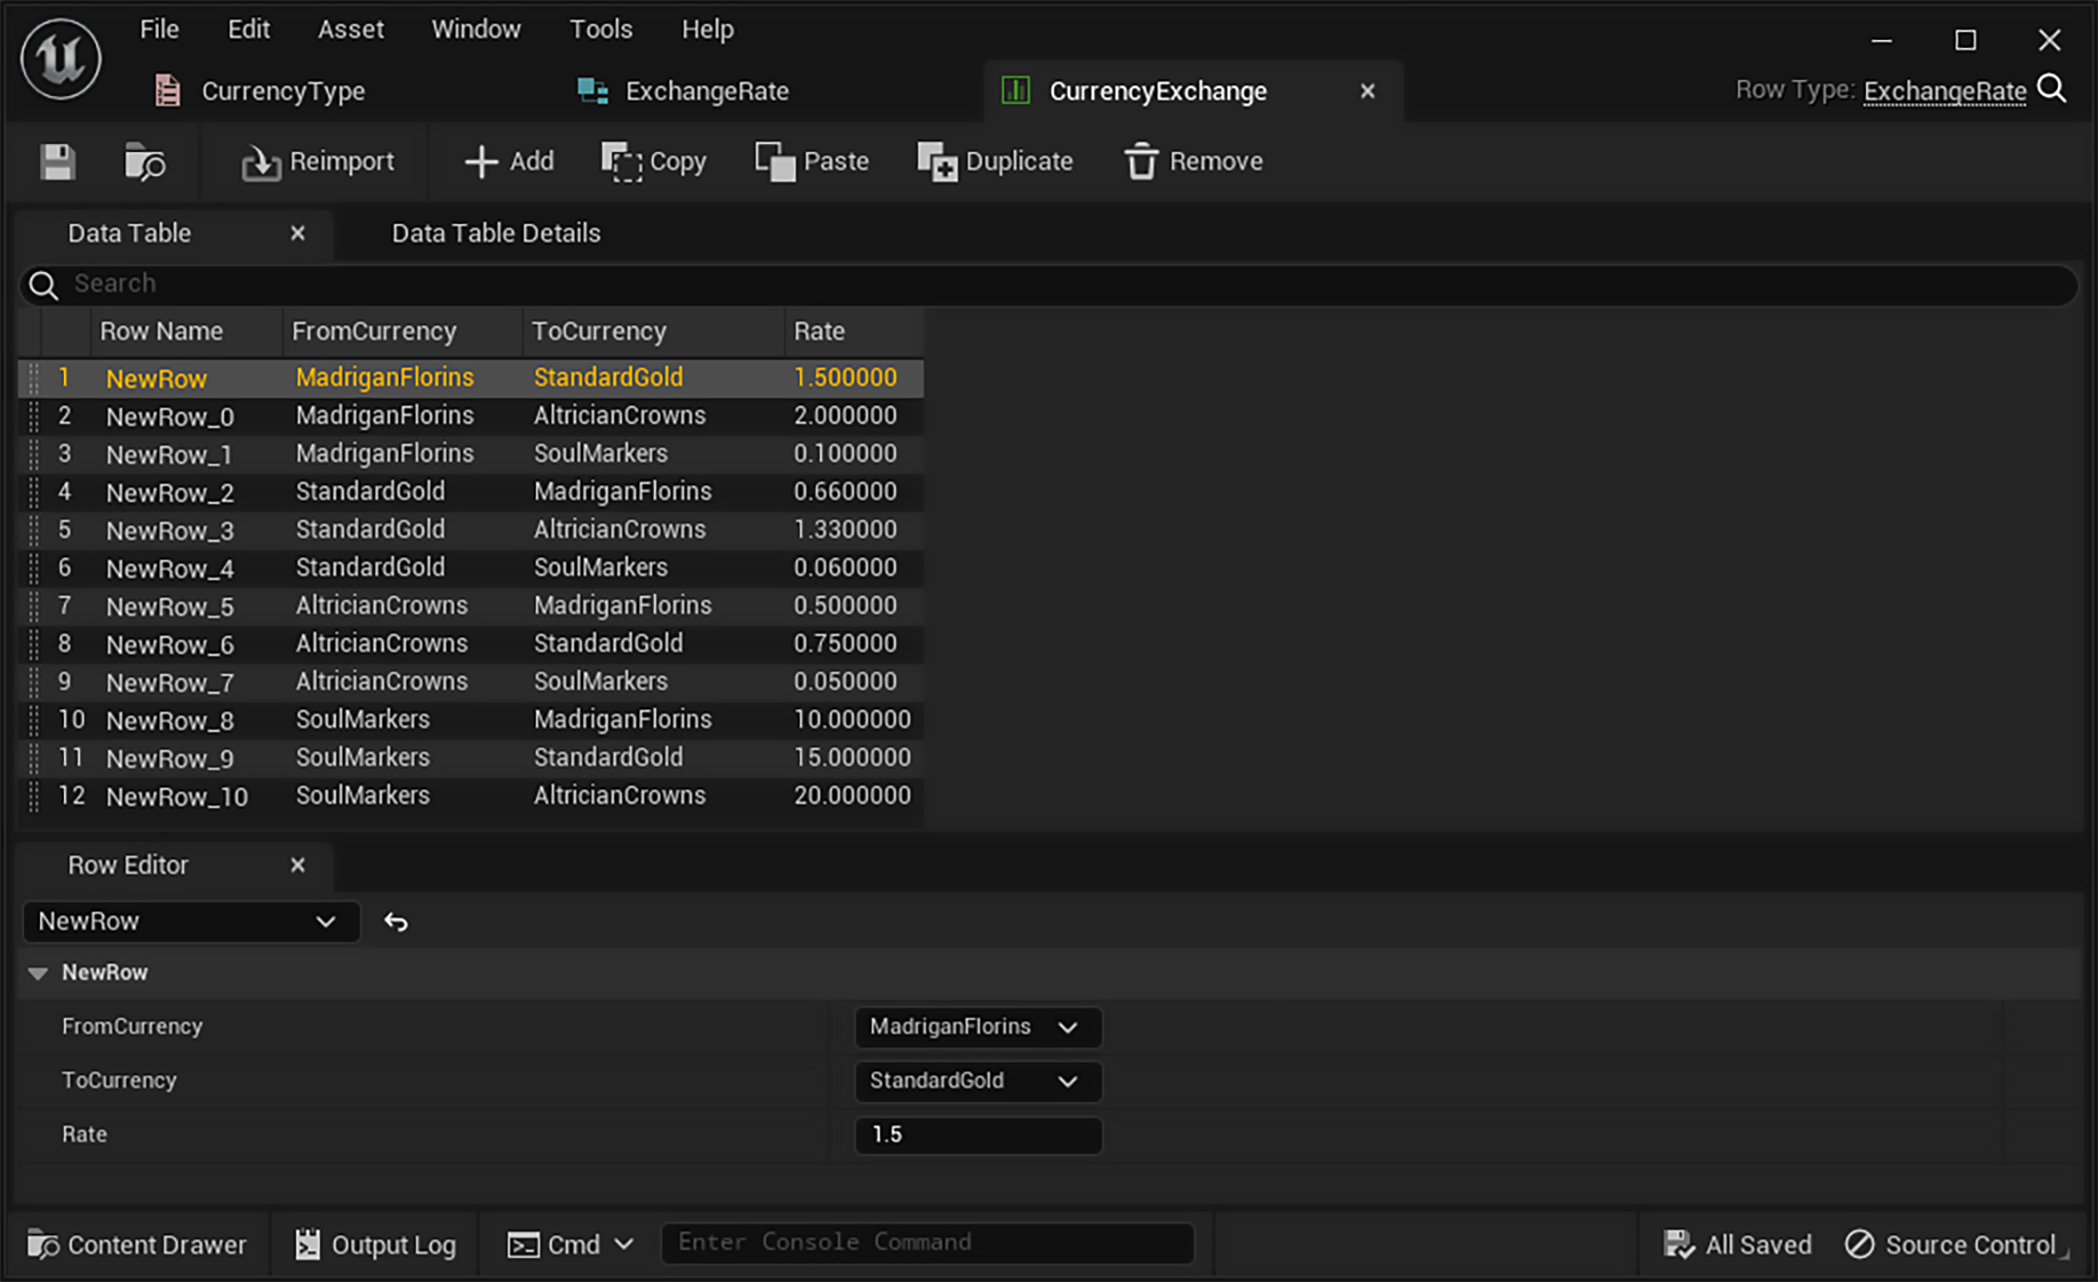 File Edit Asset Window Tools Help
CurrencyType ExchangeRate CurrencyExchange Row Type: ExchangeRate
Reimport Add Copy Paste Duplicate Remove
Data Table Data Table Details
Search
Row Name FromCurrency ToCurrency Rate
1 NewRow MadriganFlorins StandardGold 1.500000
2 NewRow_0 MadriganFlorins AltricianCrowns 2.000000
3 NewRow_1 MadriganFlorins SoulMarkers 0.100000
4 NewRow_2 StandardGold MadriganFlorins 0.660000
5 NewRow_3 StandardGold AltricianCrowns 1.330000
6 NewRow_4 StandardGold SoulMarkers 0.060000
7 NewRow_5 AltricianCrowns MadriganFlorins 0.500000
8 NewRow_6 AltricianCrowns StandardGold 0.750000
9 NewRow_7 AltricianCrowns SoulMarkers 0.050000
10 NewRow_8 SoulMarkers MadriganFlorins 10.000000
11 NewRow_9 SoulMarkers StandardGold 15.000000
12 NewRow_10 SoulMarkers AltricianCrowns 20.000000
Row Editor
NewRow
NewRow
FromCurrency MadriganFlorins
ToCurrency StandardGold
Rate 1.5
Content Drawer Output Log Cmd Enter Console Command All Saved Source Control